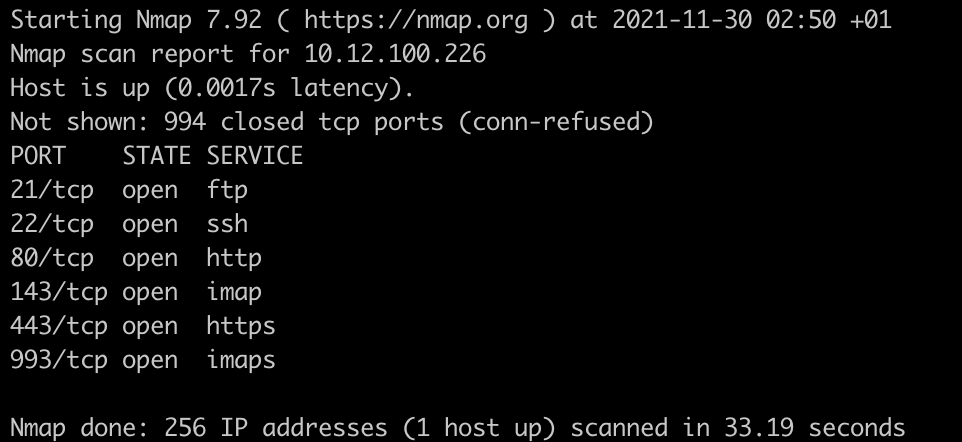 Starting Nmap 7.92 ( https://nmap.org ) at 2021-11-30 02:50 +01
Nmap scan report for 10.12.100.226
Host is up (0.0017s latency).
Not shown: 994 closed tcp ports (conn-refused)
PORT    STATE SERVICE
21/tcp  open  ftp
22/tcp  open  ssh
80/tcp  open  http
143/tcp open  imap
443/tcp open  https
993/tcp open  imaps
Nmap done: 256 IP addresses (1 host up) scanned in 33.19 seconds